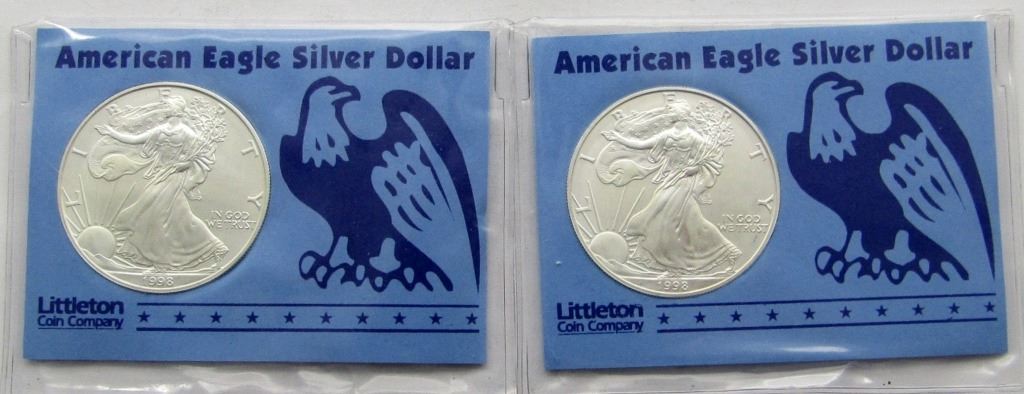 American Eagle Silver Dollar
LIBERTY
IN GOD
WE TRUST
1998
Littleton
Coin Company
American Eagle Silver Dollar
LIBERTY
IN GOD
WE TRUST
1998
Littleton
Coin Company